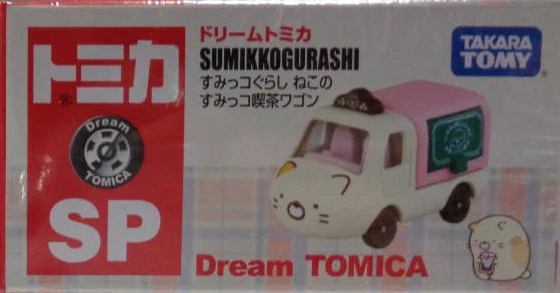 トミカ
®
Dream
TOMICA
SP
ドリームトミカ
SUMIKKOGURASHI
すみっコぐらし ねこの
すみっコ喫茶ワゴン
TAKARA
TOMY
Dream TOMICA